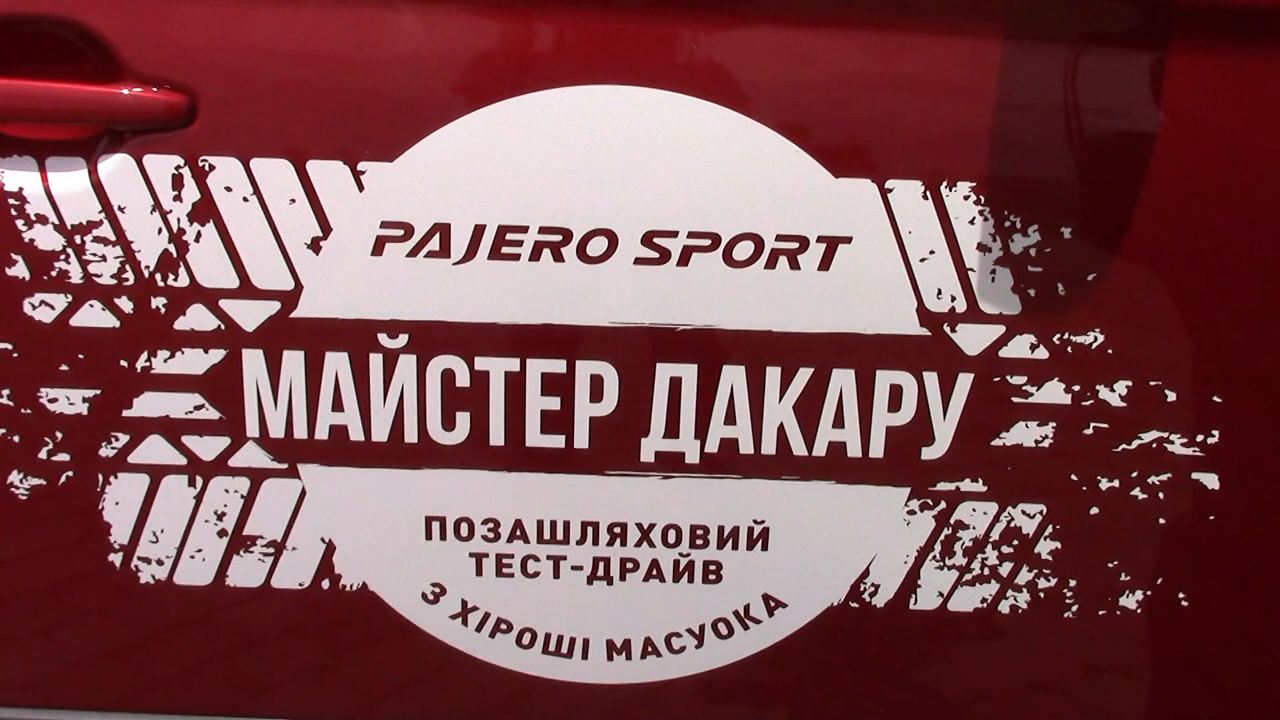 PAJERO SPORT
МАЙСТЕР ДАКАРУ
ПОЗАШЛЯХОВИЙ
ТЕСТ-ДРАЙВ
З ХІРОШІ МАСУОКА